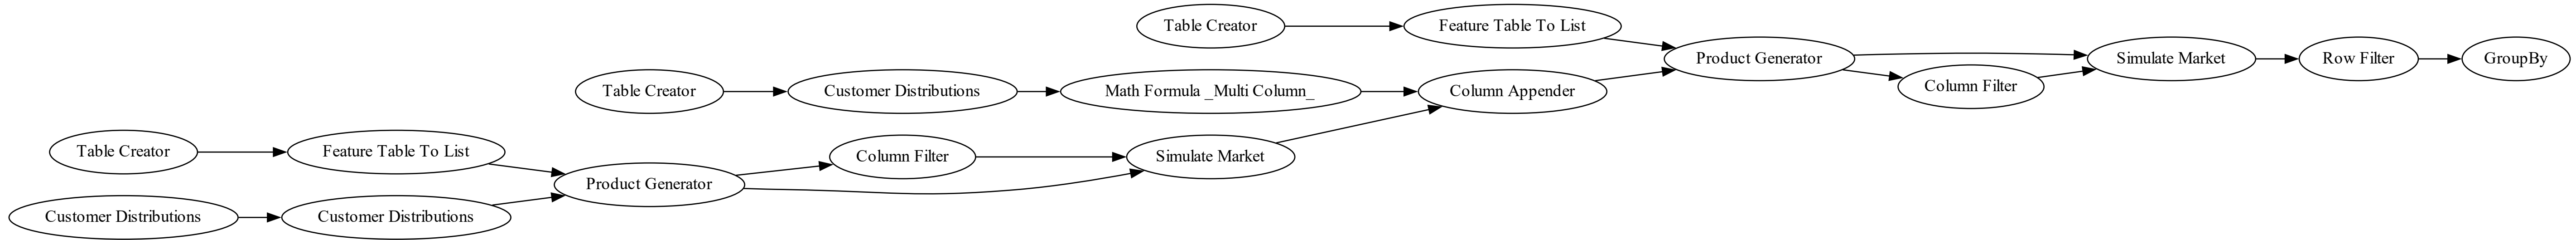 Table Creator
Feature Table To List
Product Generator
Simulate Market
Row Filter
GroupBy
Column Filter
Table Creator
Customer Distributions
Math Formula _Multi Column_
Column Appender
Table Creator
Feature Table To List
Column Filter
Simulate Market
Product Generator
Customer Distributions
Customer Distributions